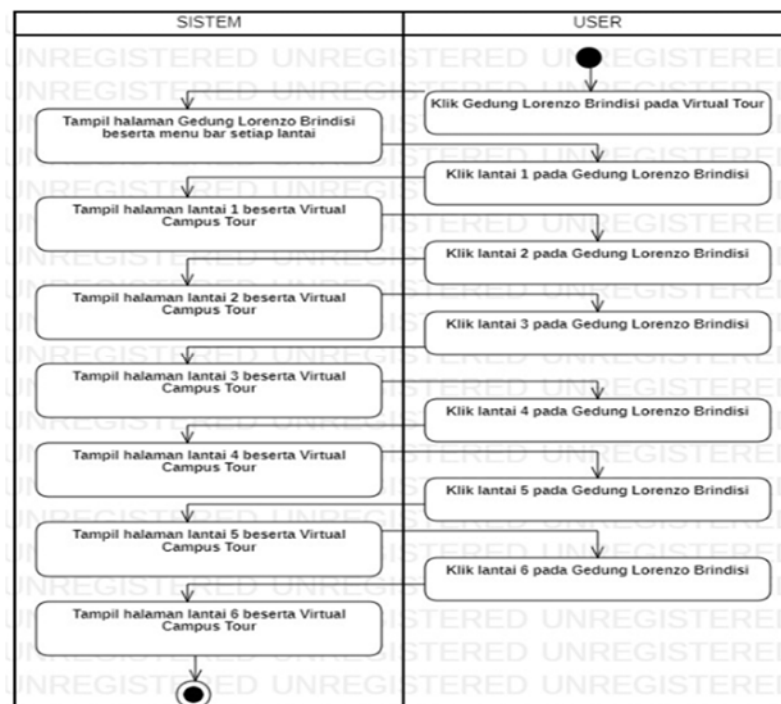 SISTEM
USER
Klik Gedung Lorenzo Brindisi pada Virtual Tour
Tampil halaman Gedung Lorenzo Brindisi
beserta menu bar setiap lantai
Klik lantai 1 pada Gedung Lorenzo Brindisi
Tampil halaman lantai 1 beserta Virtual
Campus Tour
Klik lantai 2 pada Gedung Lorenzo Brindisi
Tampil halaman lantai 2 beserta Virtual
Campus Tour
Klik lantai 3 pada Gedung Lorenzo Brindisi
Tampil halaman lantai 3 beserta Virtual
Campus Tour
Klik lantai 4 pada Gedung Lorenzo Brindisi
Tampil halaman lantai 4 beserta Virtual
Campus Tour
Klik lantai 5 pada Gedung Lorenzo Brindisi
Tampil halaman lantai 5 beserta Virtual
Campus Tour
Klik lantai 6 pada Gedung Lorenzo Brindisi
Tampil halaman lantai 6 beserta Virtual
Campus Tour
UNREGISTERED UNREGISTERED UNREGISTERED